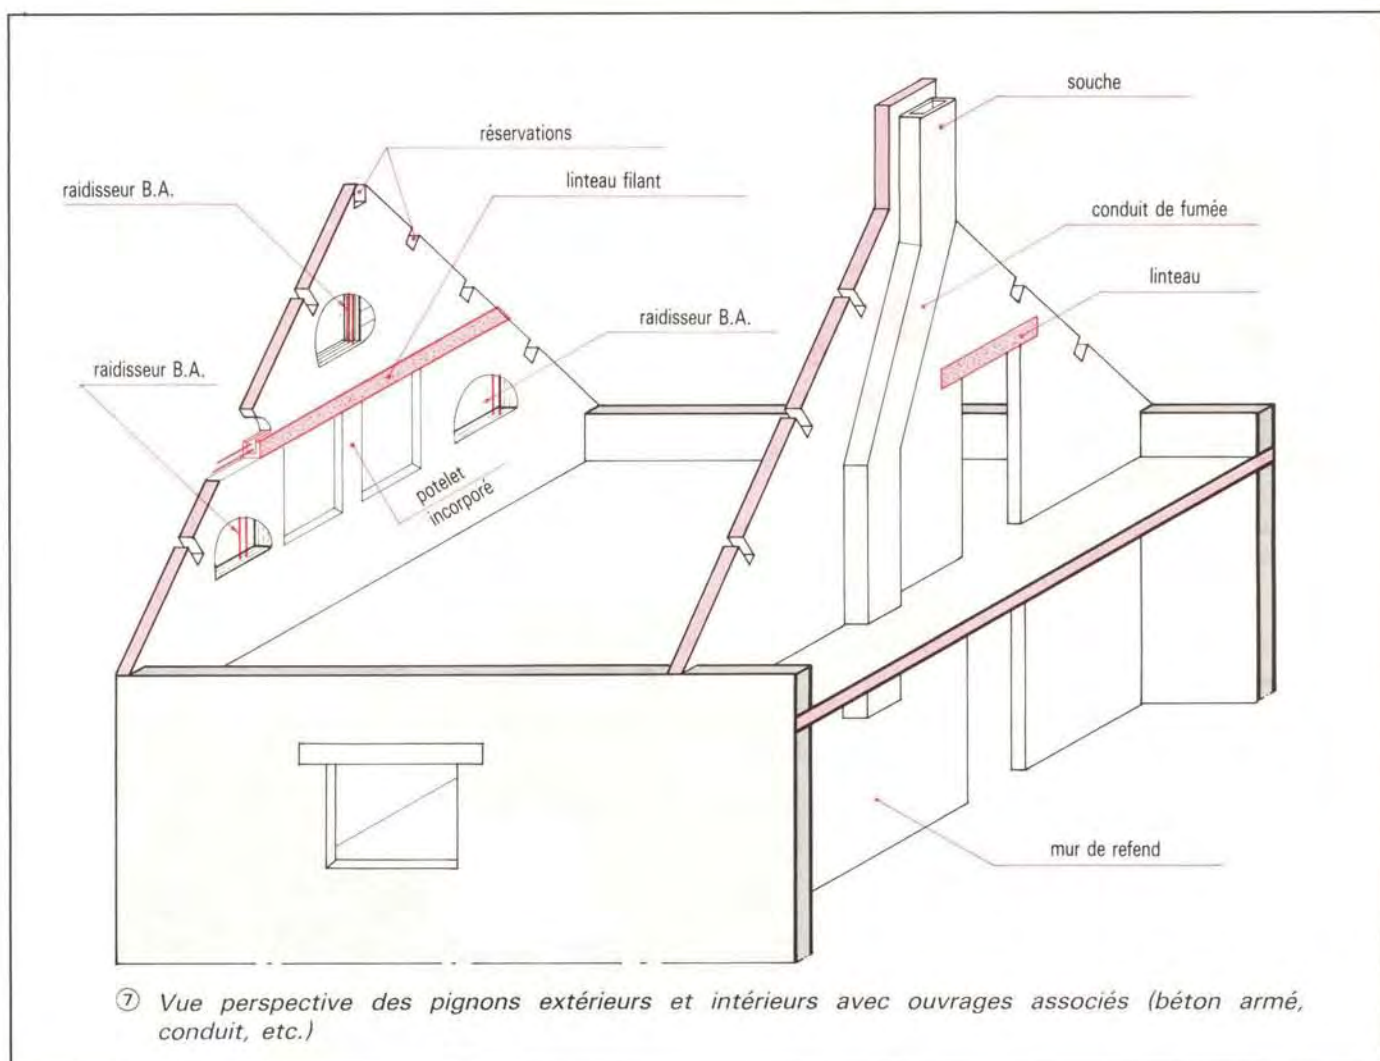 souche
réservations
raidisseur B.A.
linteau filant
conduit de fumée
linteau
raidisseur B.A.
raidisseur B.A.
potelet
incorporé
mur de refend
⑦ Vue perspective des pignons extérieurs et intérieurs avec ouvrages associés (béton armé,
conduit, etc.)